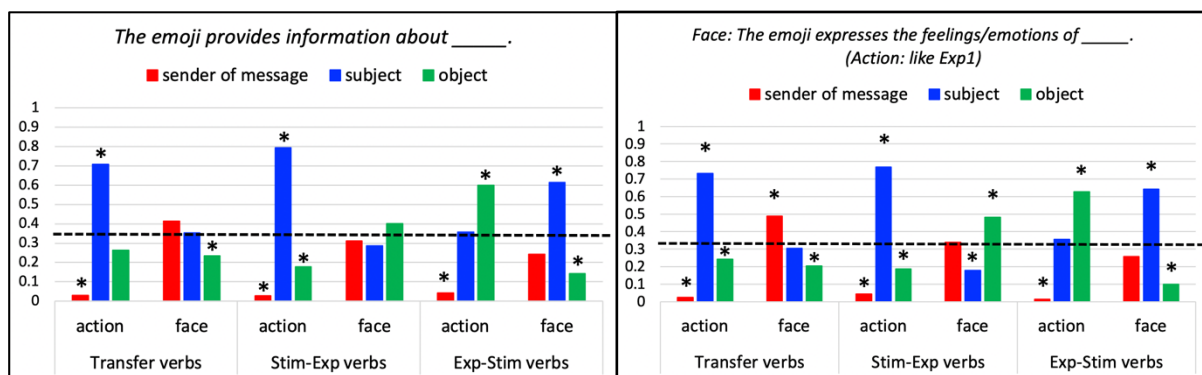 The emoji provides information about _____.
sender of message subject object
1
0.9
0.8
0.7
0.6
0.5
0.4
0.3
0.2
0.1
0
* * * * * * * * *
action face action face action face
Transfer verbs Stim-Exp verbs Exp-Stim verbs
Face: The emoji expresses the feelings/emotions of _____.
(Action: like Exp1)
sender of message subject object
1
0.9
0.8
0.7
0.6
0.5
0.4
0.3
0.2
0.1
0
* * * * * * * * * * * *
action face action face action face
Transfer verbs Stim-Exp verbs Exp-Stim verbs